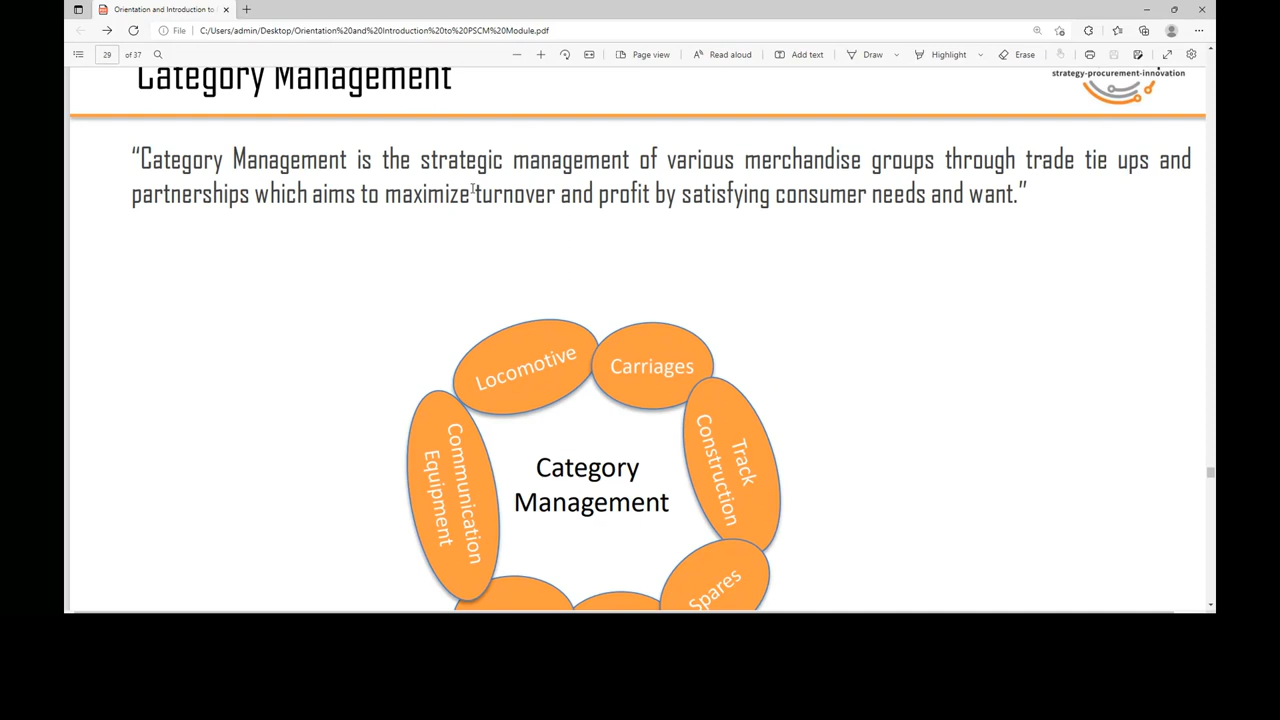 Orientation and Introduction to
File
C:/Users/admin/Desktop/Orientation%20and%20Introduction%20to%20PSCM%20Module.pdf
29 of 37
Page view
Read aloud
Add text
Draw
Highlight
Erase
Category Management
strategy-procurement-innovation
“Category Management is the strategic management of various merchandise groups through trade tie ups and
partnerships which aims to maximize turnover and profit by satisfying consumer needs and want.”
Locomotive
Carriages
Track
Construction
Spares
Communication
Equipment
Category
Management